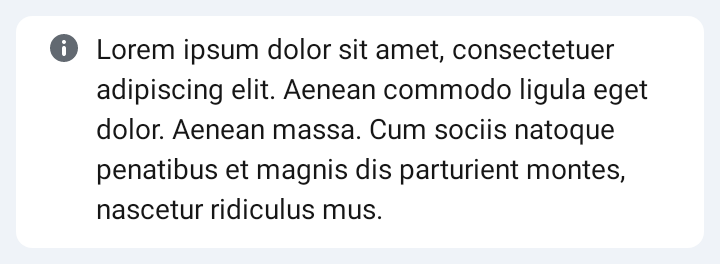 Lorem ipsum dolor sit amet, consectetuer
adipiscing elit. Aenean commodo ligula eget
dolor. Aenean massa. Cum sociis natoque
penatibus et magnis dis parturient montes,
nascetur ridiculus mus.